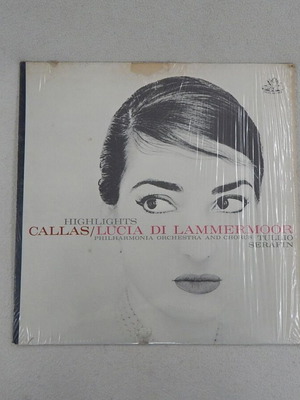 HIGHLIGHTS
CALLAS/LUCIA DI LAMMERMOOR
PHILHARMONIA ORCHESTRA AND CHORUS TULLIO
SERAFIN